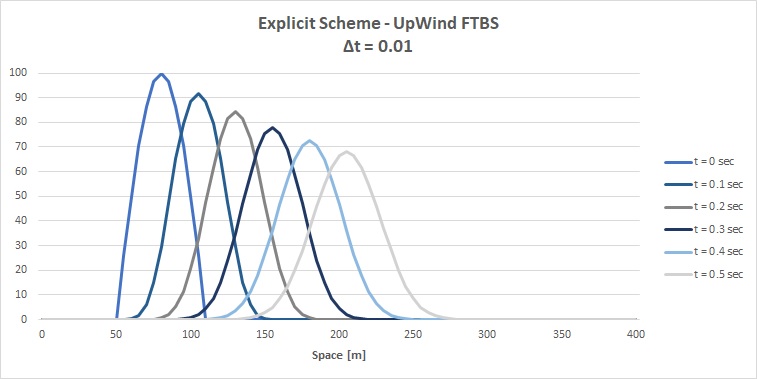 Explicit Scheme - UpWind FTBS
Δt = 0.01
100
90
80
70
60
50
40
30
20
10
0
0 50 100 150 200 250 300 350 400
Space [m]
t = 0 sec
t = 0.1 sec
t = 0.2 sec
t = 0.3 sec
t = 0.4 sec
t = 0.5 sec